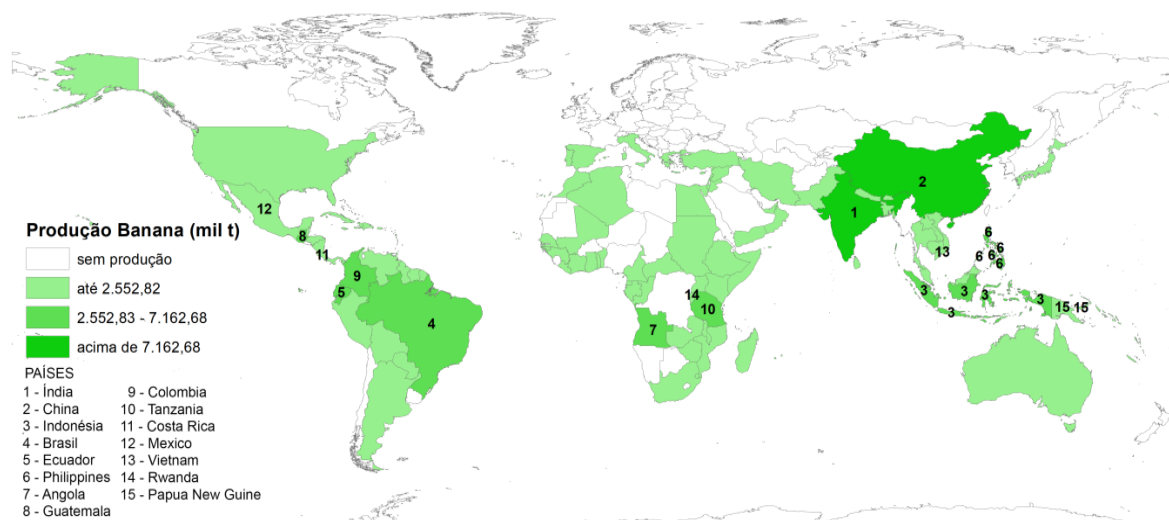 Produção Banana (mil t)
sem produção
até 2.552,82
2.552,83 - 7.162,68
acima de 7.162,68
PAÍSES
1 - Índia 9 - Colombia
2 - China 10 - Tanzania
3 - Indonésia 11 - Costa Rica
4 - Brasil 12 - Mexico
5 - Ecuador 13 - Vietnam
6 - Philippines 14 - Rwanda
7 - Angola 15 - Papua New Guine
8 - Guatemala
12
8
11
9
5
4
14
10
7
2
1
13
6
6
6
6
6
3
3
3
3
3
15 15